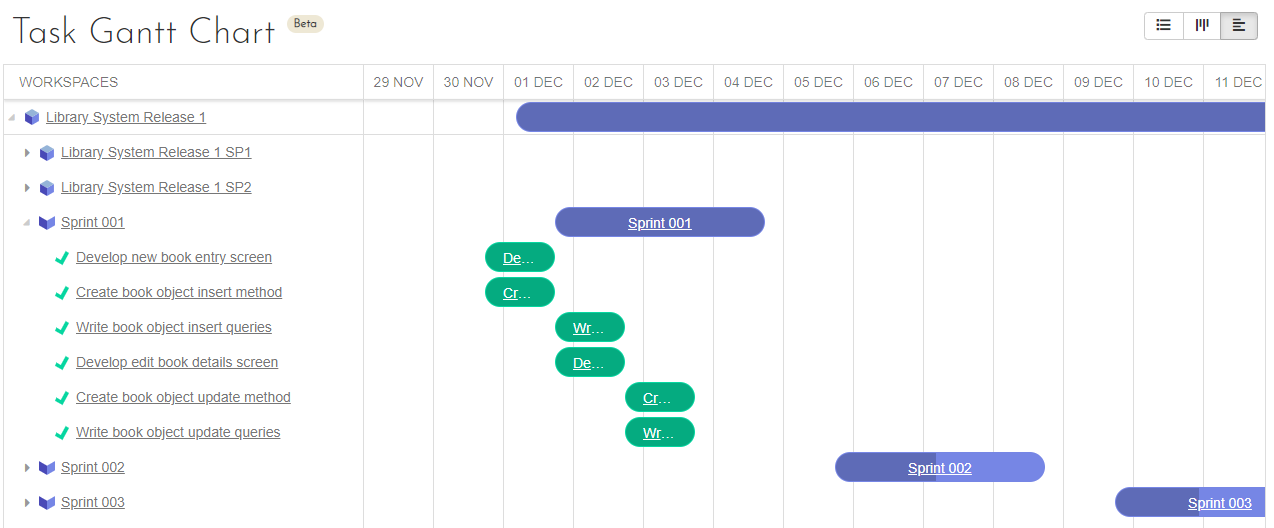 Task Gantt Chart Beta
WORKSPACES 29 NOV 30 NOV 01 DEC 02 DEC 03 DEC 04 DEC 05 DEC 06 DEC 07 DEC 08 DEC 09 DEC 10 DEC 11 DEC
Library System Release 1
Library System Release 1 SP1
Library System Release 1 SP2
Sprint 001 Sprint 001
Develop new book entry screen De...
Create book object insert method Cr...
Write book object insert queries Wr...
Develop edit book details screen De...
Create book object update method Cr...
Write book object update queries Wr...
Sprint 002 Sprint 002
Sprint 003 Sprint 003